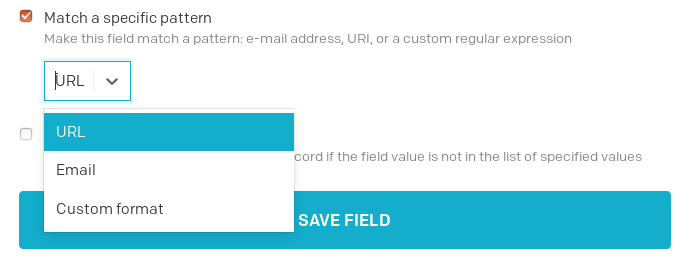 Match a specific pattern
Make this field match a pattern: e-mail address, URI, or a custom regular expression
URL
URL
cord if the field value is not in the list of specified values
Email
Custom format
SAVE FIELD